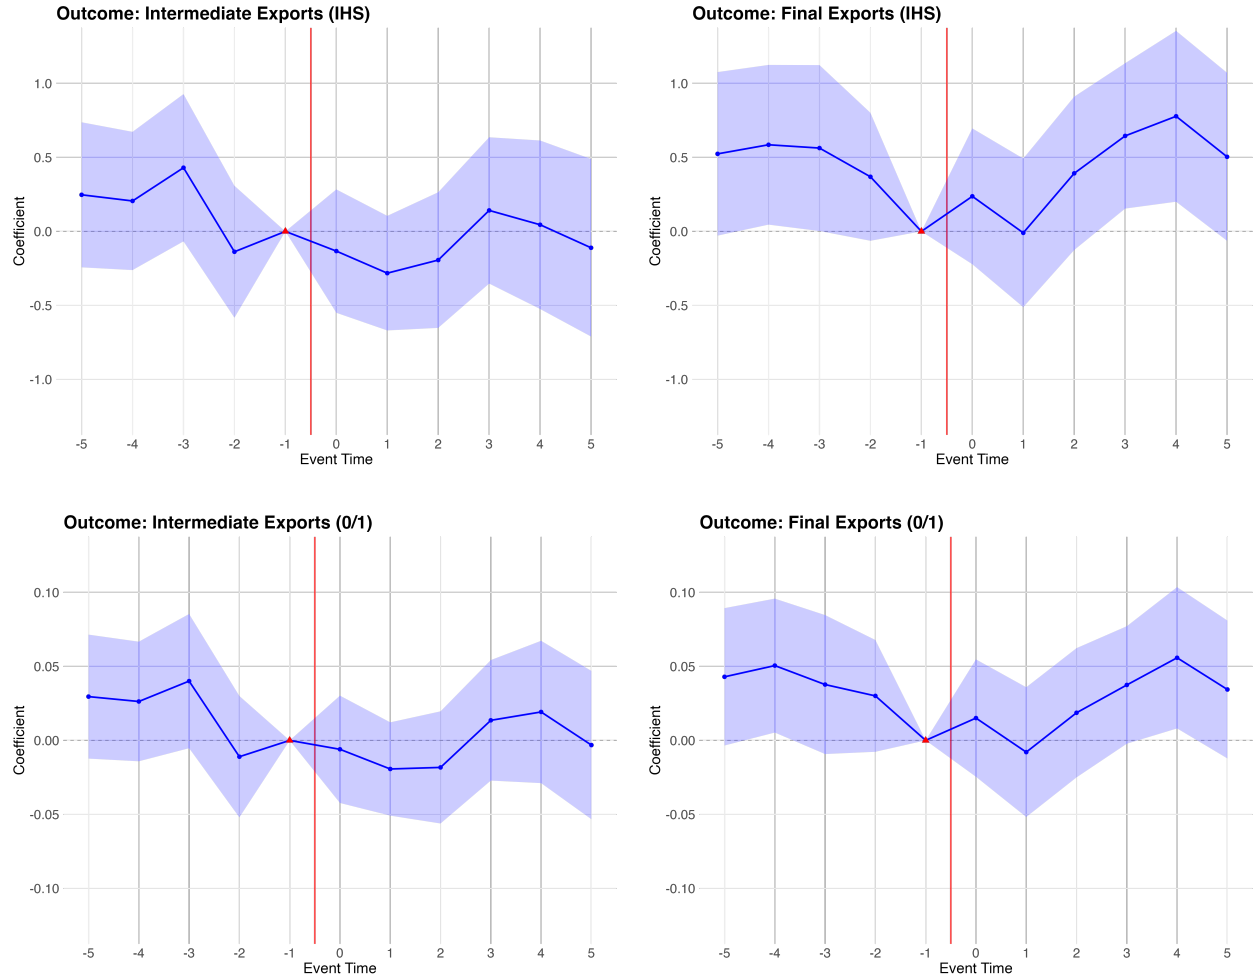 Outcome: Intermediate Exports (IHS)
Coefficient
1.0
0.5
0.0
-0.5
-1.0
-5 -4 -3 -2 -1 0 1 2 3 4 5
Event Time
Outcome: Final Exports (IHS)
Coefficient
1.0
0.5
0.0
-0.5
-1.0
-5 -4 -3 -2 -1 0 1 2 3 4 5
Event Time
Outcome: Intermediate Exports (0/1)
Coefficient
0.10
0.05
0.00
-0.05
-0.10
-5 -4 -3 -2 -1 0 1 2 3 4 5
Event Time
Outcome: Final Exports (0/1)
Coefficient
0.10
0.05
0.00
-0.05
-0.10
-5 -4 -3 -2 -1 0 1 2 3 4 5
Event Time